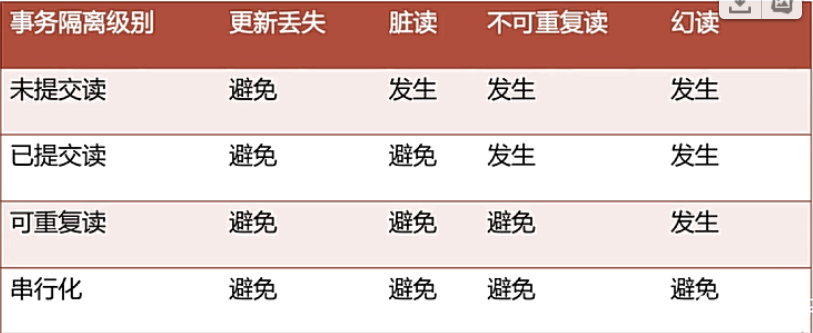 事务隔离级别 更新丢失 脏读 不可重复读 幻读
未提交读 避免 发生 发生 发生
已提交读 避免 避免 发生 发生
可重复读 避免 避免 避免 发生
串行化 避免 避免 避免 避免